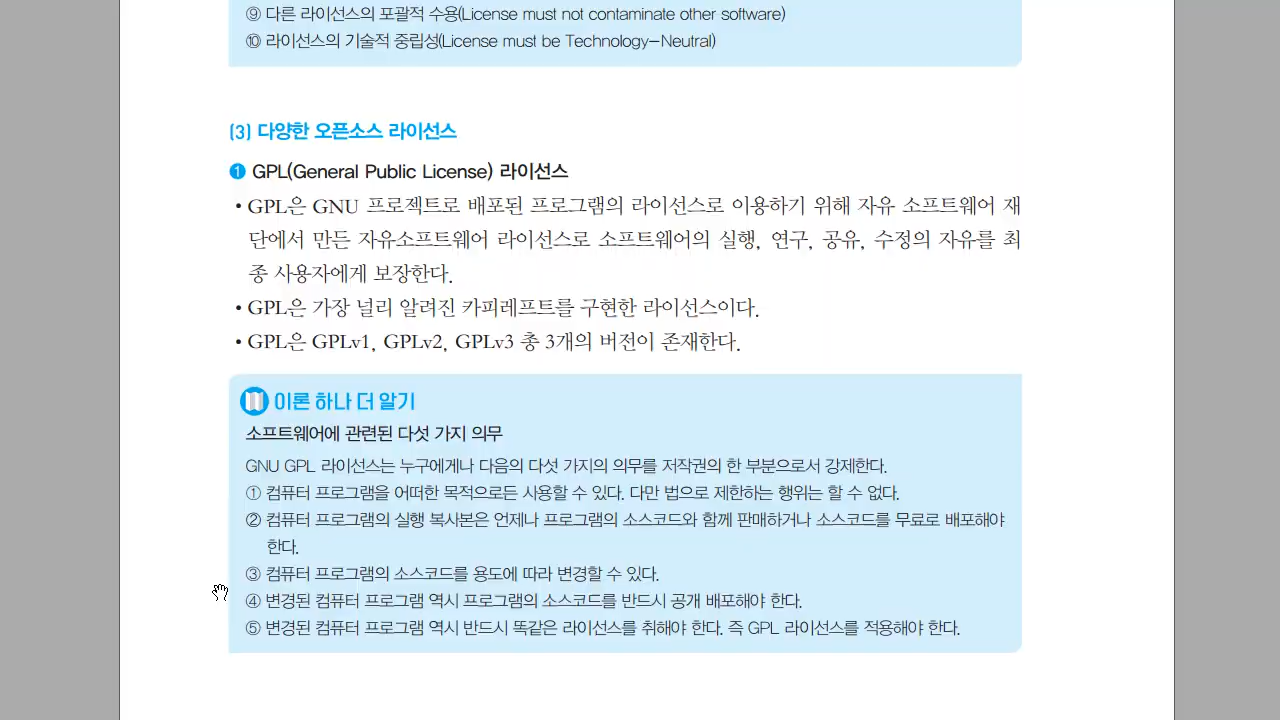 ⑨ 다른 라이선스의 포괄적 수용(License must not contaminate other software)
⑩ 라이선스의 기술적 중립성(License must be Technology-Neutral)
(3) 다양한 오픈소스 라이선스
❶ GPL(General Public License) 라이선스
• GPL은 GNU 프로젝트로 배포된 프로그램의 라이선스로 이용하기 위해 자유 소프트웨어 재
단에서 만든 자유소프트웨어 라이선스로 소프트웨어의 실행, 연구, 공유, 수정의 자유를 최
종 사용자에게 보장한다.
• GPL은 가장 널리 알려진 카피레프트를 구현한 라이선스이다.
• GPL은 GPLv1, GPLv2, GPLv3 총 3개의 버전이 존재한다.
이론 하나 더 알기
소프트웨어에 관련된 다섯 가지 의무
GNU GPL 라이선스는 누구에게나 다음의 다섯 가지의 의무를 저작권의 한 부분으로서 강제한다.
① 컴퓨터 프로그램을 어떠한 목적으로든 사용할 수 있다. 다만 법으로 제한하는 행위는 할 수 없다.
② 컴퓨터 프로그램의 실행 복사본은 언제나 프로그램의 소스코드와 함께 판매하거나 소스코드를 무료로 배포해야
한다.
③ 컴퓨터 프로그램의 소스코드를 용도에 따라 변경할 수 있다.
④ 변경된 컴퓨터 프로그램 역시 프로그램의 소스코드를 반드시 공개 배포해야 한다.
⑤ 변경된 컴퓨터 프로그램 역시 반드시 똑같은 라이선스를 취해야 한다. 즉 GPL 라이선스를 적용해야 한다.